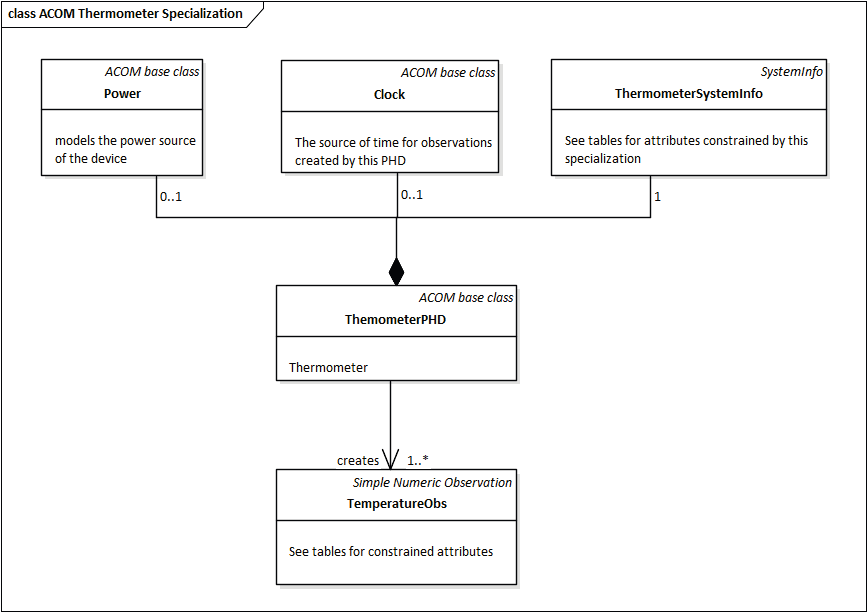 class ACOM Thermometer Specialization
ACOM base class
Power
models the power source
of the device
ACOM base class
Clock
The source of time for observations
created by this PHD
SystemInfo
ThermometerSystemInfo
See tables for attributes constrained by this
specialization
0..1
0..1
1
ACOM base class
ThemometerPHD
Thermometer
creates
1..*
Simple Numeric Observation
TemperatureObs
See tables for constrained attributes